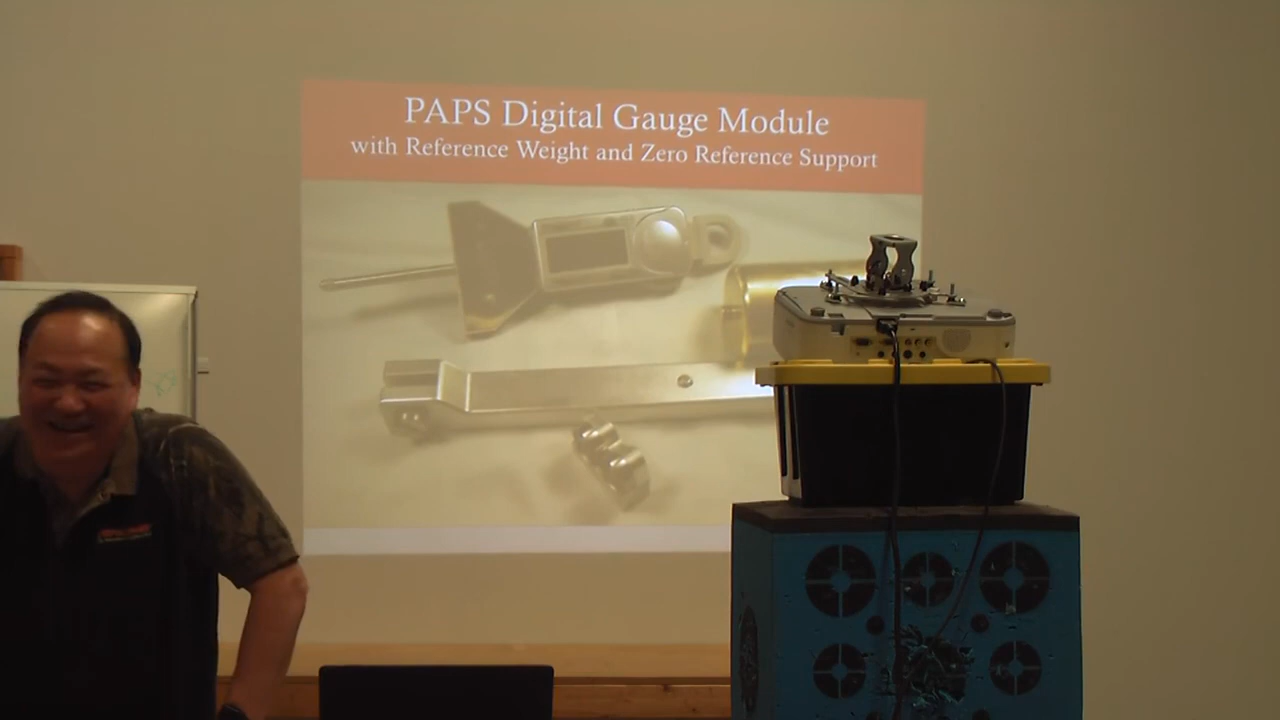 PAPS Digital Gauge Module
with Reference Weight and Zero Reference Support